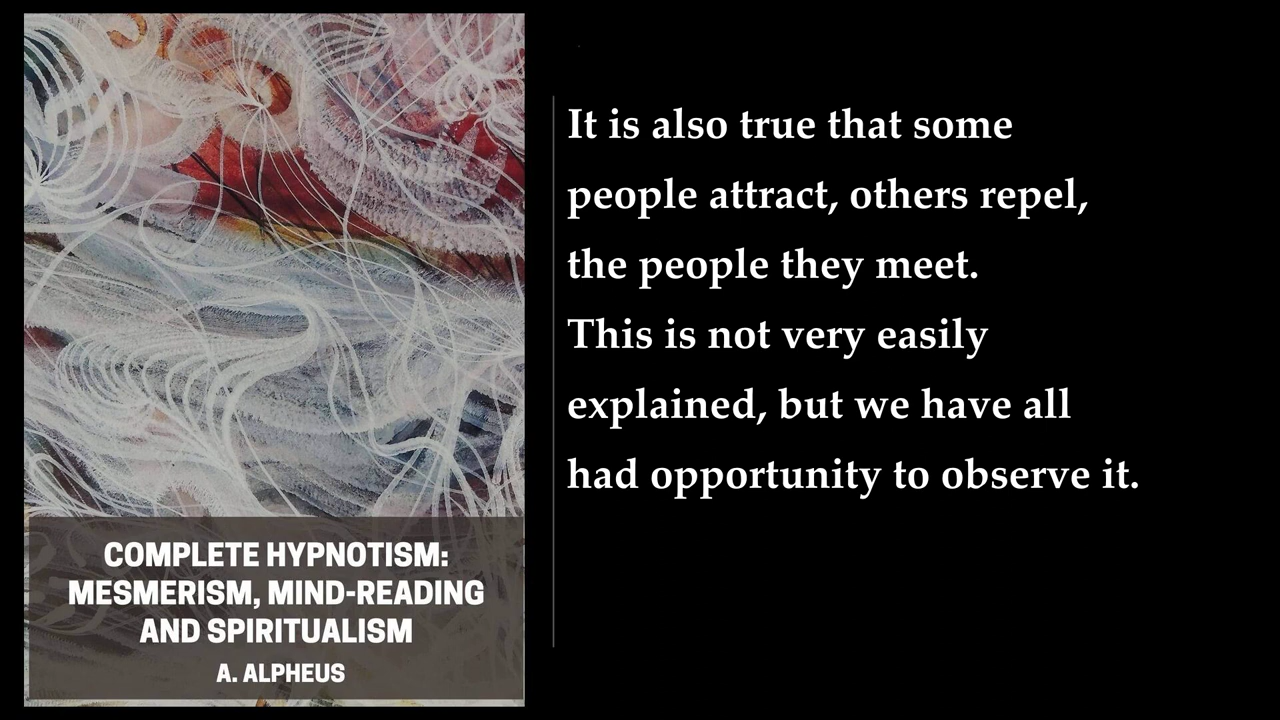 It is also true that some
people attract, others repel,
the people they meet.
This is not very easily
explained, but we have all
had opportunity to observe it.
COMPLETE HYPNOTISM:
MESMERISM, MIND-READING
AND SPIRITUALISM
A. ALPHEUS